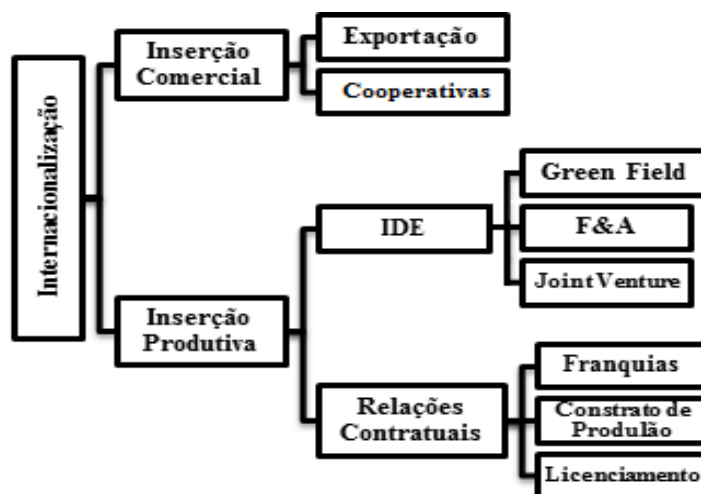 Internacionalização
Inserção
Comercial
Exportação
Cooperativas
Inserção
Produtiva
IDE
Green Field
F&A
Joint Venture
Relações
Contratuais
Franquias
Constrato de
Produlão
Licenciamento